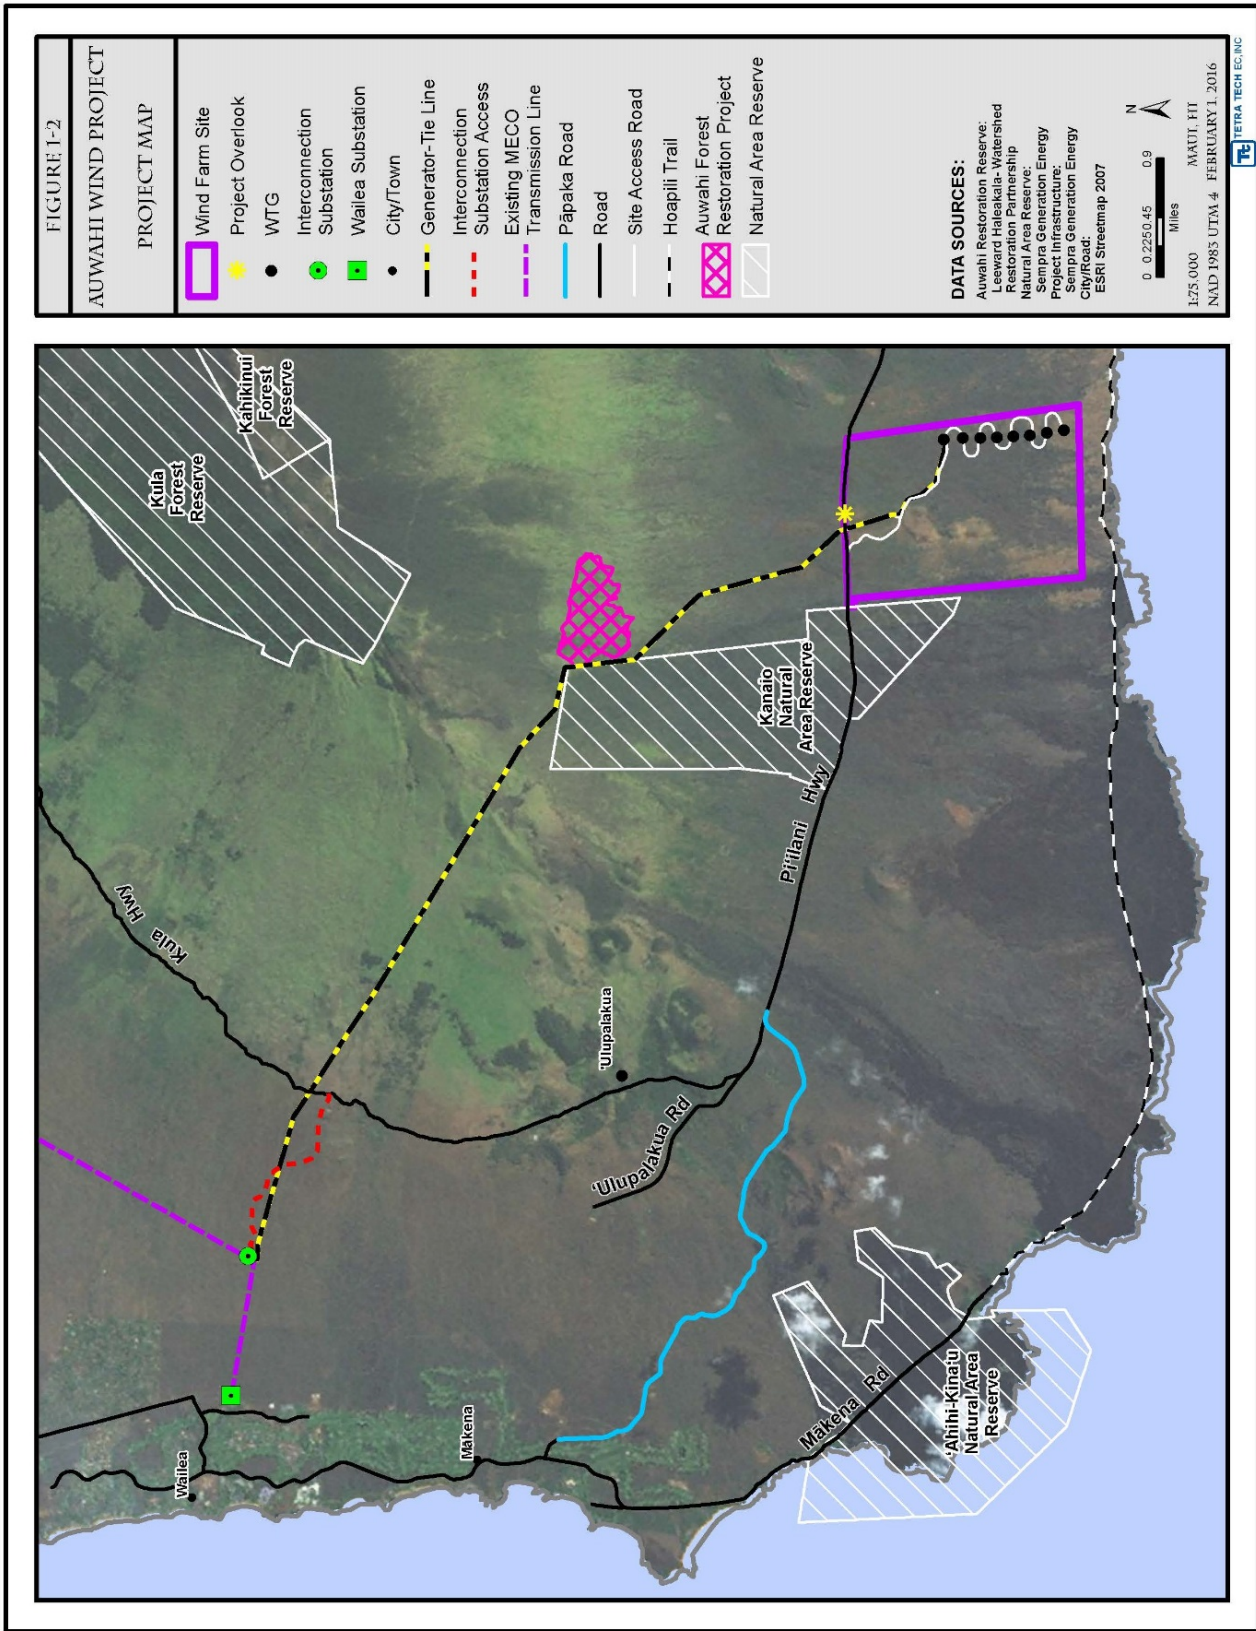 FIGURE 1-2
AUWAHI WIND PROJECT
PROJECT MAP
Wind Farm Site
Project Overlook
WTG
Interconnection
Substation
Wailea Substation
City/Town
Generator-Tie Line
Interconnection
Substation Access
Existing MECO
Transmission Line
Pāpaka Road
Road
Site Access Road
Hoapili Trail
Auwahi Forest
Restoration Project
Natural Area Reserve
DATA SOURCES:
Auwahi Restoration Reserve:
Leeward Haleakala- Watershed
Restoration Partnership
Natural Area Reserve:
Sempra Generation Energy
Project Infrastructure:
Sempra Generation Energy
City/Road:
ESRI Streetmap 2007
N
0 0.225 0.45 0.9
Miles
1:75,000 MAUI, HI
NAD 1983 UTM 4 FEBRUARY 1, 2016
Tt TETRA TECH EC, INC
Kula
Forest
Reserve
Kahikinui
Forest
Reserve
Kula Hwy
Kanaio
Natural
Area Reserve
Pi'ilani Hwy
'Ulupalakua
'Ulupalakua Rd
Wailea
Mākena
Mākena Rd
'Ahihi-Kina'u
Natural Area
Reserve